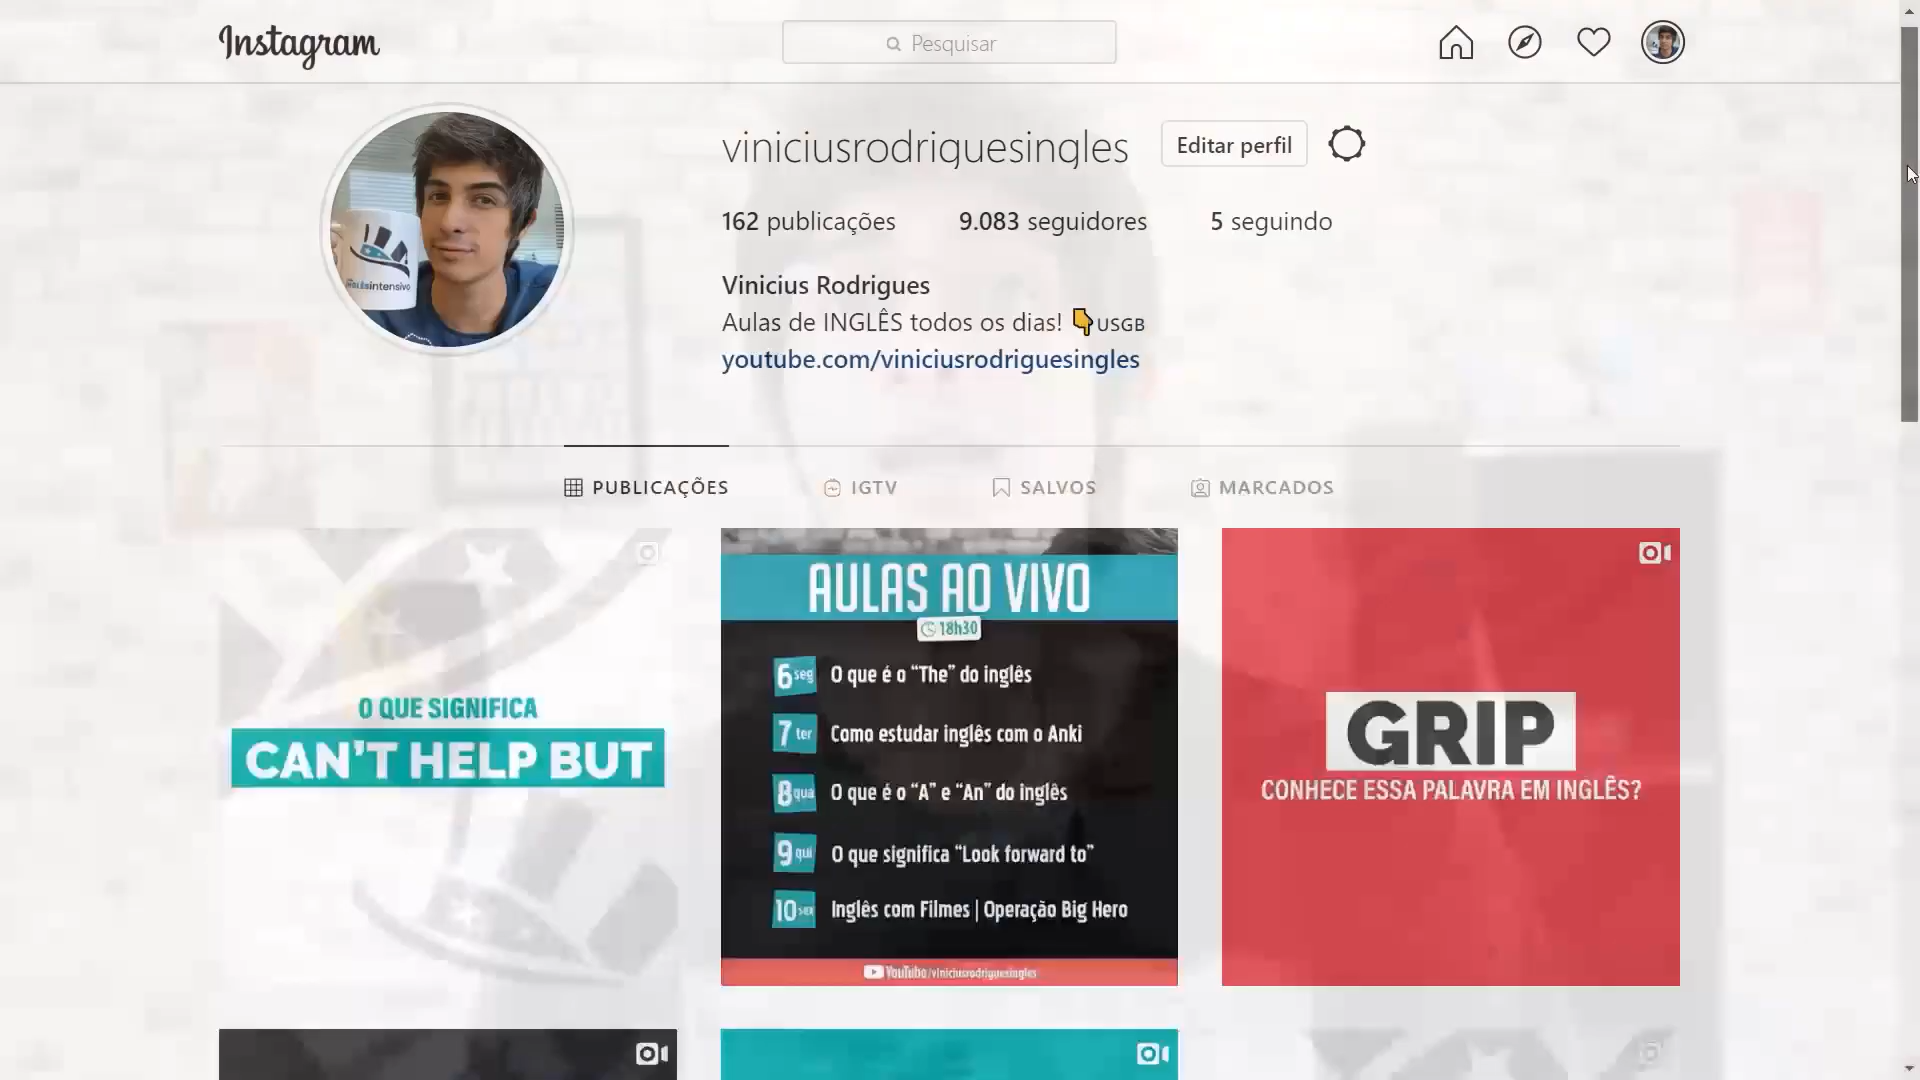 Instagram
Pesquisar
viniciusrodriguesingles
Editar perfil
162 publicações
9.083 seguidores
5 seguindo
Vinicius Rodrigues
Aulas de INGLÊS todos os dias! 👇USGB
youtube.com/viniciusrodriguesingles
PUBLICAÇÕES
IGTV
SALVOS
MARCADOS
O QUE SIGNIFICA
CAN'T HELP BUT
AULAS AO VIVO
18h30
6 seg O que é o “The” do inglês
7 ter Como estudar inglês com o Anki
8 qua O que é o “A” e “An” do inglês
9 qui O que significa “Look forward to”
10 sex Inglês com Filmes | Operação Big Hero
YouTube/viniciusrodriguesingles
GRIP
CONHECE ESSA PALAVRA EM INGLÊS?